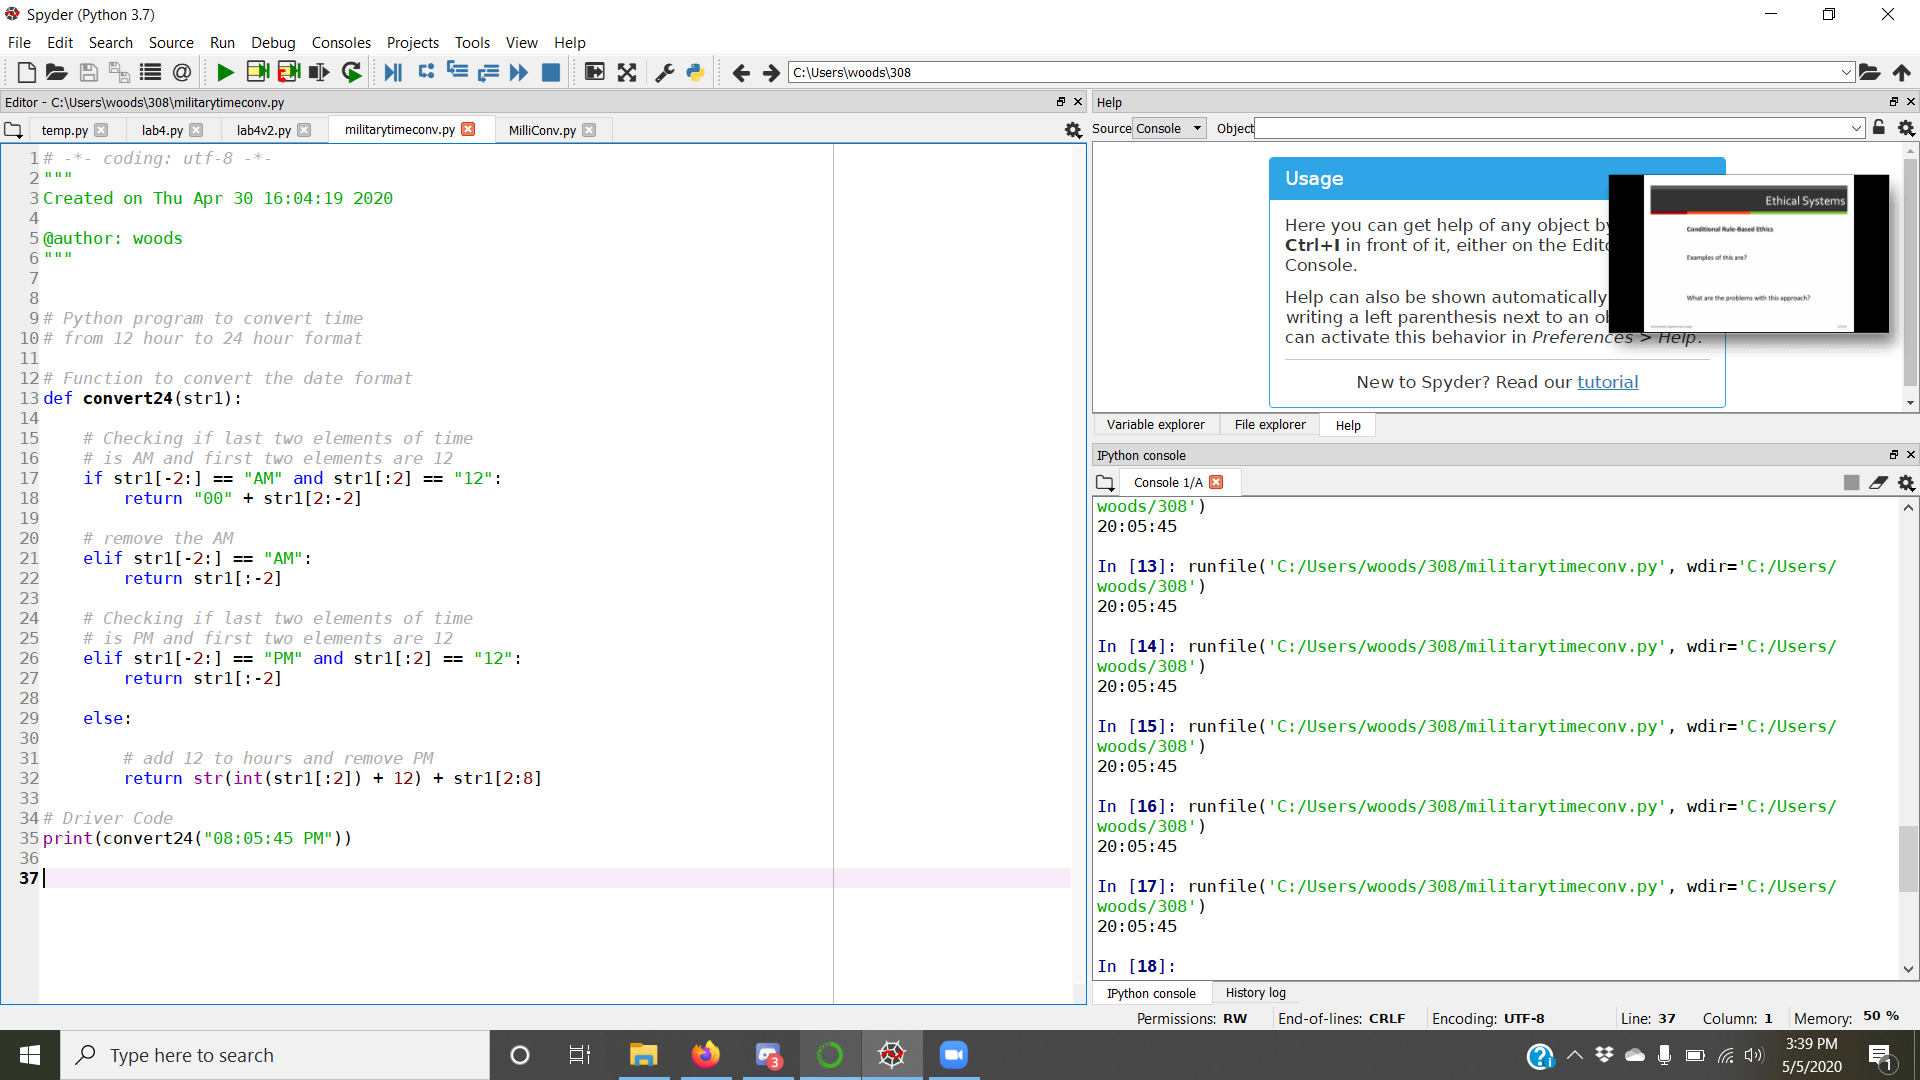 Spyder (Python 3.7)
File Edit Search Source Run Debug Consoles Projects Tools View Help
C:\Users\woods\308
Editor - C:\Users\woods\308\militarytimeconv.py
temp.py lab4.py lab4v2.py militarytimeconv.py MilliConv.py
1 # -*- coding: utf-8 -*-
2 """
3 Created on Thu Apr 30 16:04:19 2020
4
5 @author: woods
6 """
7
8
9 # Python program to convert time
10 # from 12 hour to 24 hour format
11
12 # Function to convert the date format
13 def convert24(str1):
14
15     # Checking if last two elements of time
16     # is AM and first two elements are 12
17     if str1[-2:] == "AM" and str1[:2] == "12":
18         return "00" + str1[2:-2]
19
20     # remove the AM
21     elif str1[-2:] == "AM":
22         return str1[:-2]
23
24     # Checking if last two elements of time
25     # is PM and first two elements are 12
26     elif str1[-2:] == "PM" and str1[:2] == "12":
27         return str1[:-2]
28
29     else:
30
31         # add 12 to hours and remove PM
32         return str(int(str1[:2]) + 12) + str1[2:8]
33
34 # Driver Code
35 print(convert24("08:05:45 PM"))
36
37
Help
Source Console Object
Usage
Here you can get help of any object by
Ctrl+I in front of it, either on the Edito
Console.
Help can also be shown automatically
writing a left parenthesis next to an ob
can activate this behavior in Preferences > Help.
New to Spyder? Read our tutorial
Ethical Systems
Conditional Rule-Based Ethics
Examples of this are?
What are the problems with this approach?
Variable explorer File explorer Help
IPython console
Console 1/A
woods/308')
20:05:45
In [13]: runfile('C:/Users/woods/308/militarytimeconv.py', wdir='C:/Users/
woods/308')
20:05:45
In [14]: runfile('C:/Users/woods/308/militarytimeconv.py', wdir='C:/Users/
woods/308')
20:05:45
In [15]: runfile('C:/Users/woods/308/militarytimeconv.py', wdir='C:/Users/
woods/308')
20:05:45
In [16]: runfile('C:/Users/woods/308/militarytimeconv.py', wdir='C:/Users/
woods/308')
20:05:45
In [17]: runfile('C:/Users/woods/308/militarytimeconv.py', wdir='C:/Users/
woods/308')
20:05:45
In [18]:
IPython console History log
Permissions: RW End-of-lines: CRLF Encoding: UTF-8 Line: 37 Column: 1 Memory: 50 %
Type here to search
3
3:39 PM
5/5/2020
1